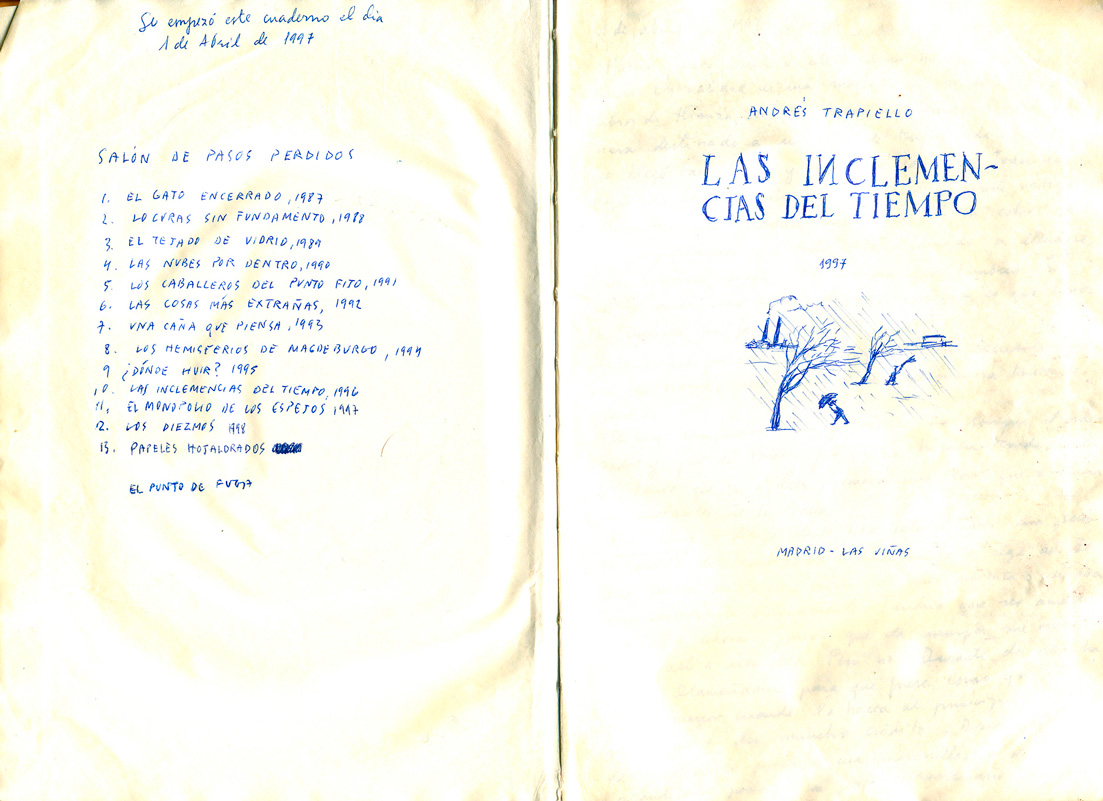 Se empezó este cuaderno el día
1 de Abril de 1997
SALÓN DE PASOS PERDIDOS
1. EL GATO ENCERRADO, 1987
2. LOCURAS SIN FUNDAMENTO, 1988
3. EL TEJADO DE VIDRIO, 1989
4. LAS NUBES POR DENTRO, 1990
5. LOS CABALLEROS DEL PUNTO FIJO, 1991
6. LAS COSAS MÁS EXTRAÑAS, 1992
7. UNA CAÑA QUE PIENSA, 1993
8. LOS HEMISFERIOS DE MAGDEBURGO, 1994
9 ¿DÓNDE HUIR? 1995
10. LAS INCLEMENCIAS DEL TIEMPO, 1996
11. EL MONOPOLIO DE LOS ESPEJOS 1997
12. LOS DIEZMOS 1998
13. PAPELES HOJALDRADOS
EL PUNTO DE FUGA
ANDRÉS TRAPIELLO
LAS INCLEMEN-
CIAS DEL TIEMPO
1997
MADRID - LAS VIÑAS